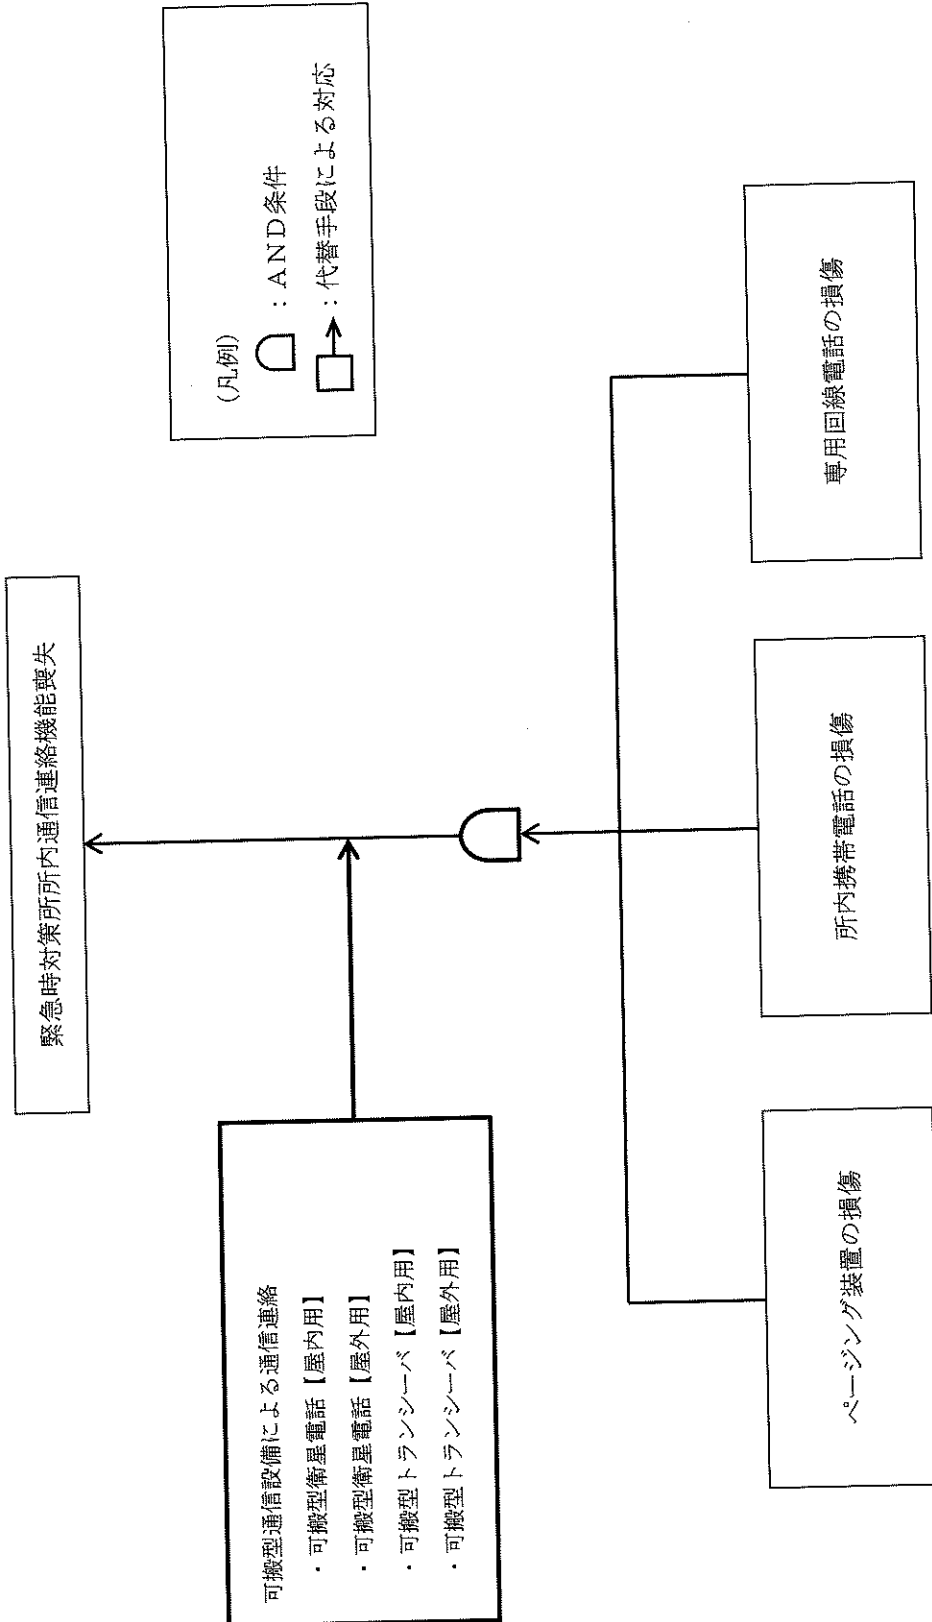 緊急時対策所所内通信連絡機能喪失
(凡例)
：AND条件
：代替手段による対応
可搬型通信設備による通信連絡
・可搬型衛星電話【屋内用】
・可搬型衛星電話【屋外用】
・可搬型トランシーバ【屋内用】
・可搬型トランシーバ【屋外用】
ページング装置の損傷
所内携帯電話の損傷
専用回線電話の損傷